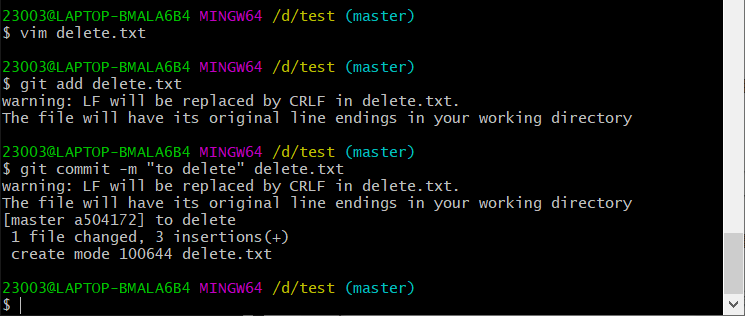 23003@LAPTOP-BMALA6B4 MINGW64 /d/test (master)
$ vim delete.txt
23003@LAPTOP-BMALA6B4 MINGW64 /d/test (master)
$ git add delete.txt
warning: LF will be replaced by CRLF in delete.txt.
The file will have its original line endings in your working directory
23003@LAPTOP-BMALA6B4 MINGW64 /d/test (master)
$ git commit -m "to delete" delete.txt
warning: LF will be replaced by CRLF in delete.txt.
The file will have its original line endings in your working directory
[master a504172] to delete
 1 file changed, 3 insertions(+)
 create mode 100644 delete.txt
23003@LAPTOP-BMALA6B4 MINGW64 /d/test (master)
$